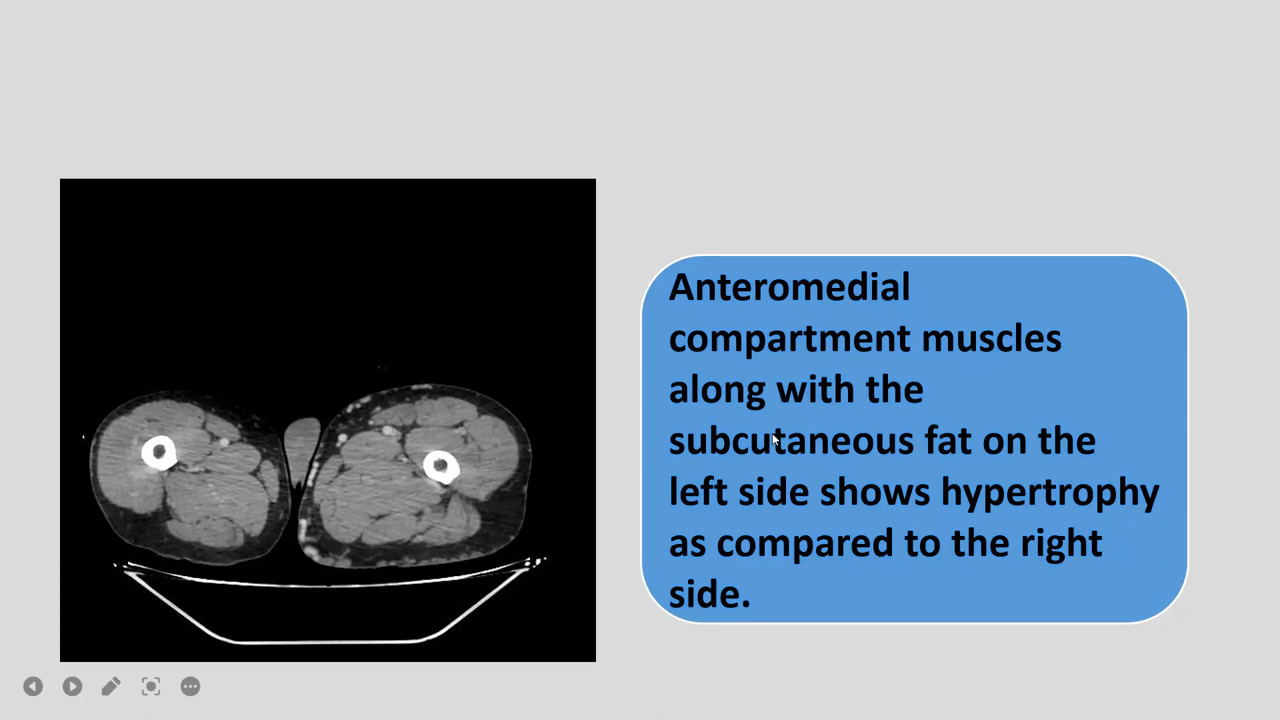 Anteromedial
compartment muscles
along with the
subcutaneous fat on the
left side shows hypertrophy
as compared to the right
side.